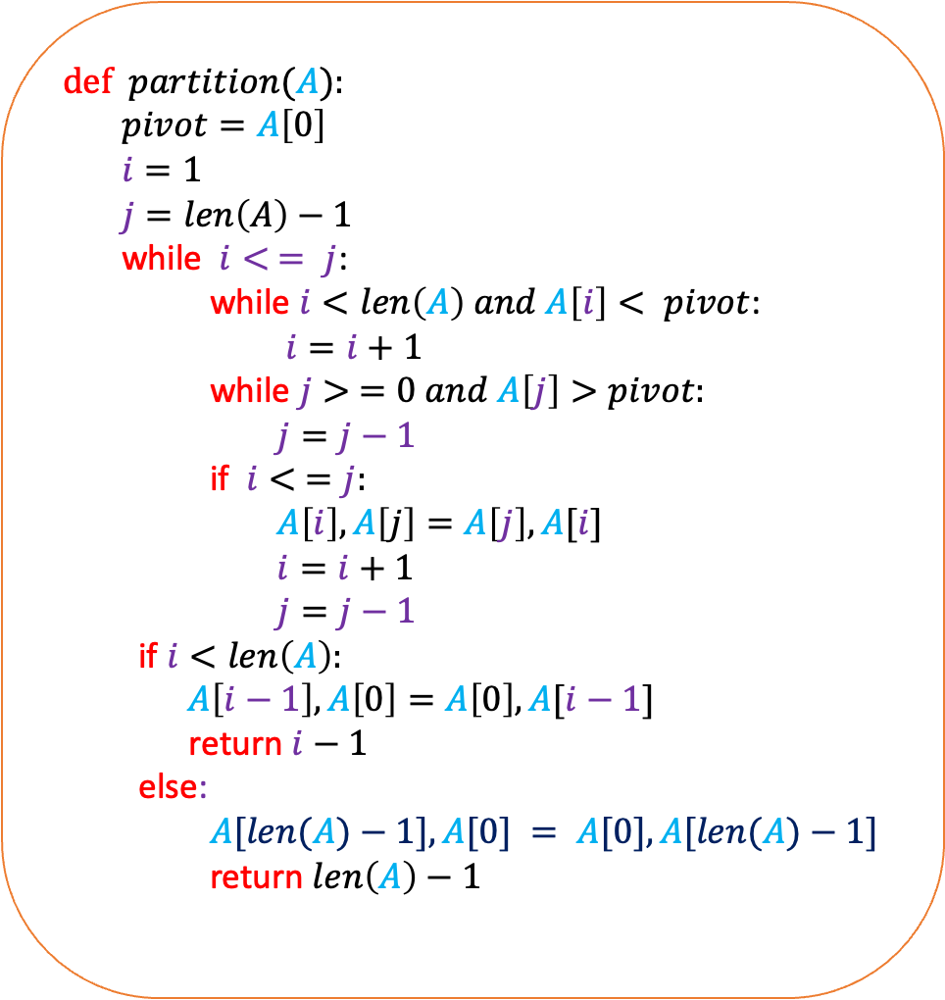 def partition(A):
pivot = A[0]
i = 1
j = len(A) − 1
while i <= j:
while i < len(A) and A[i] < pivot:
i = i + 1
while j >= 0 and A[j] > pivot:
j = j − 1
if i <= j:
A[i], A[j] = A[j], A[i]
i = i + 1
j = j − 1
if i < len(A):
A[i − 1], A[0] = A[0], A[i − 1]
return i − 1
else:
A[len(A) − 1], A[0] = A[0], A[len(A) − 1]
return len(A) − 1